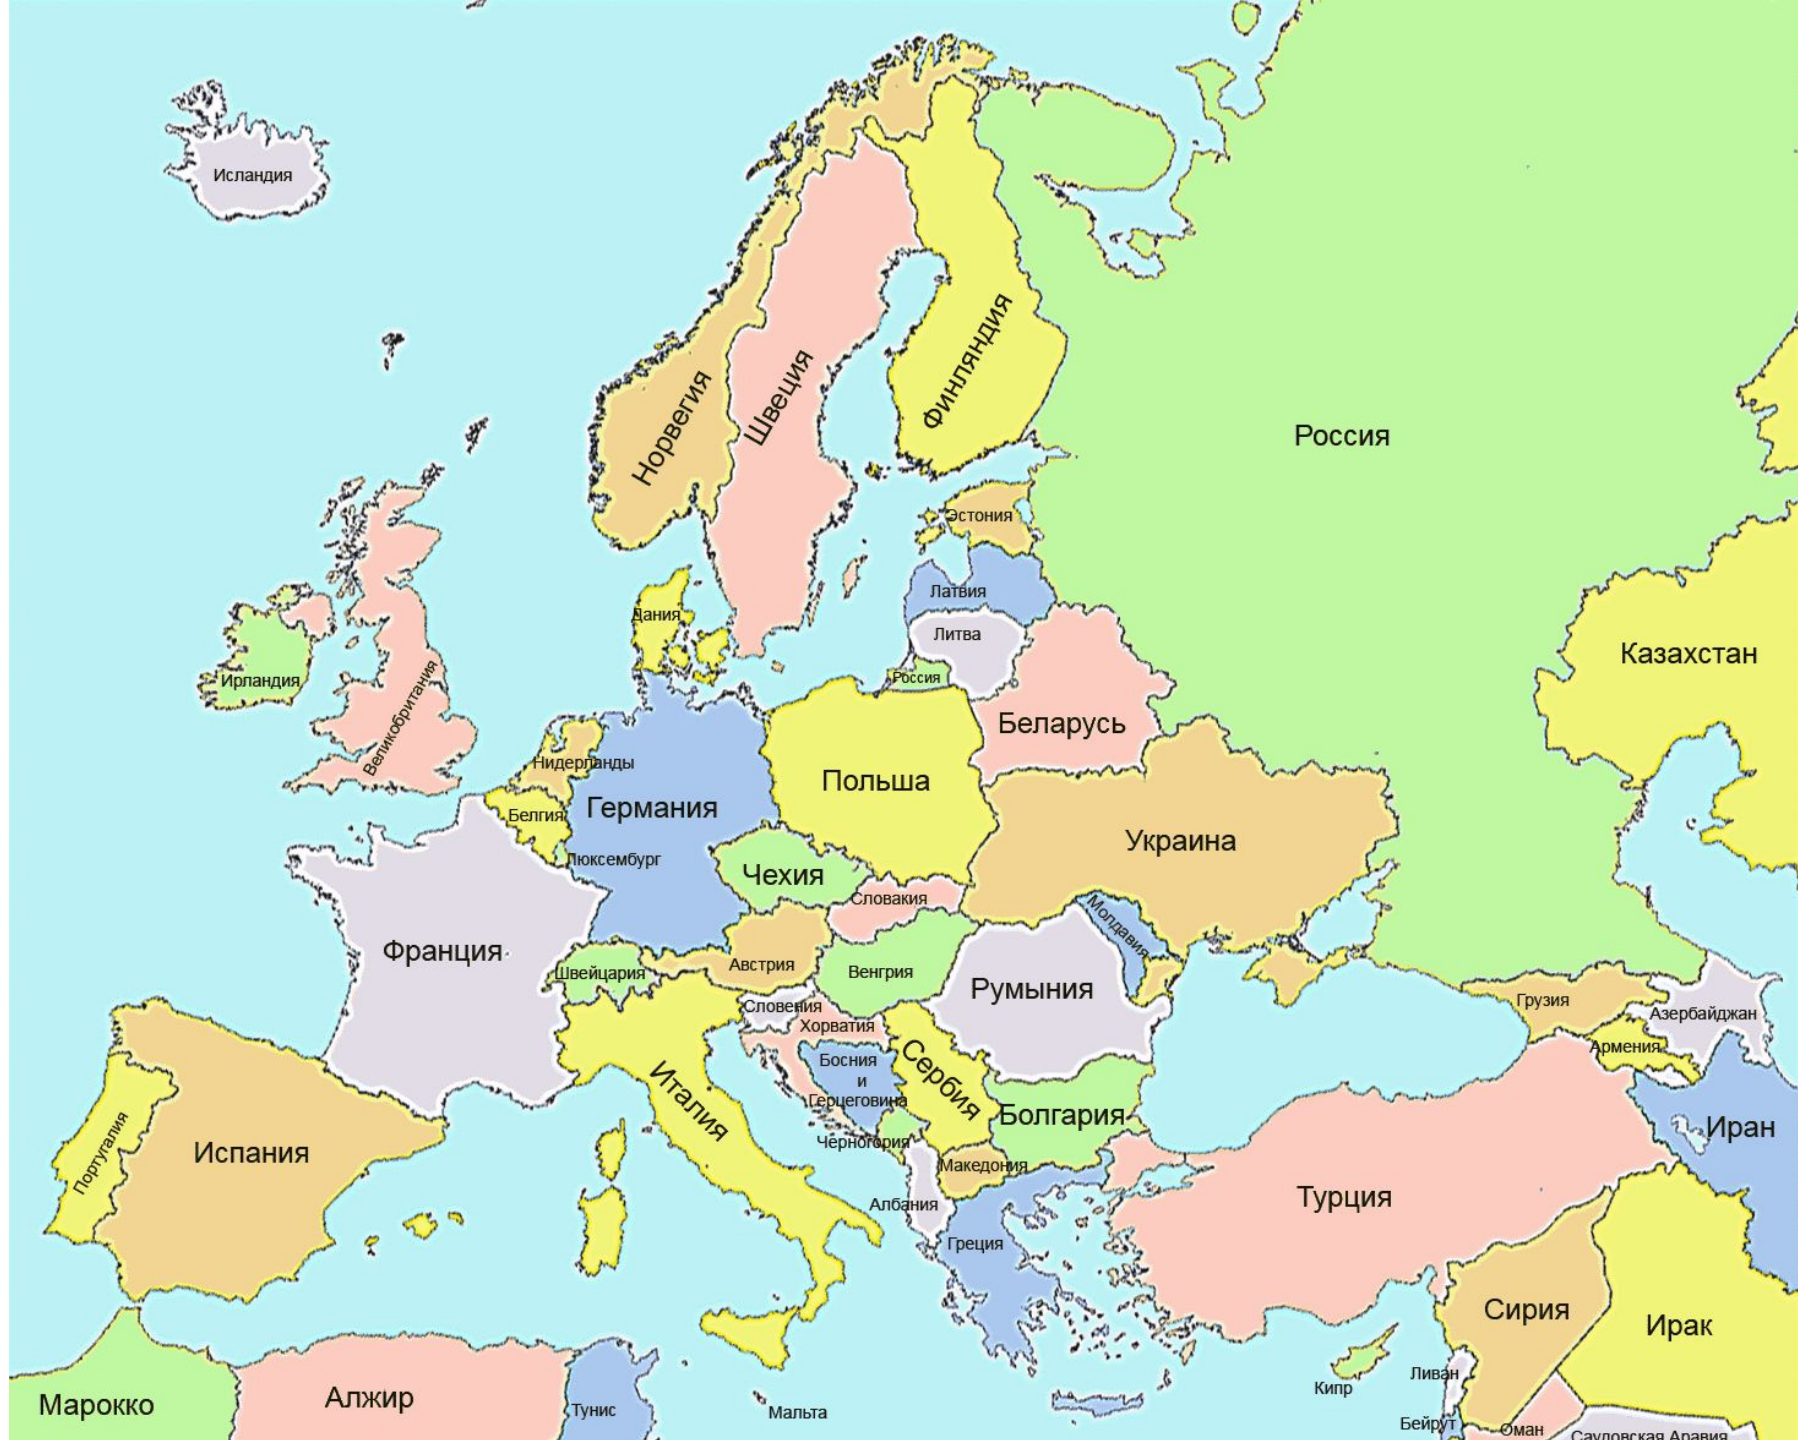 Исландия
Финляндия
Норвегия
Швеция
Россия
Эстония
Латвия
Литва
Россия
Дания
Ирландия
Великобритания
Казахстан
Беларусь
Нидерланды
Польша
Германия
Белгия
Украина
Люксембург
Чехия
Словакия
Молдавия
Франция
Швейцария
Австрия
Венгрия
Румыния
Словения
Хорватия
Грузия
Азербайджан
Армения
Босния
и
Герцеговина
Сербия
Италия
Болгария
Иран
Португалия
Испания
Черногория
Македония
Албания
Турция
Греция
Сирия
Ирак
Марокко
Алжир
Тунис
Мальта
Кипр
Ливан
Бейрут
Оман
Саудовская Аравия